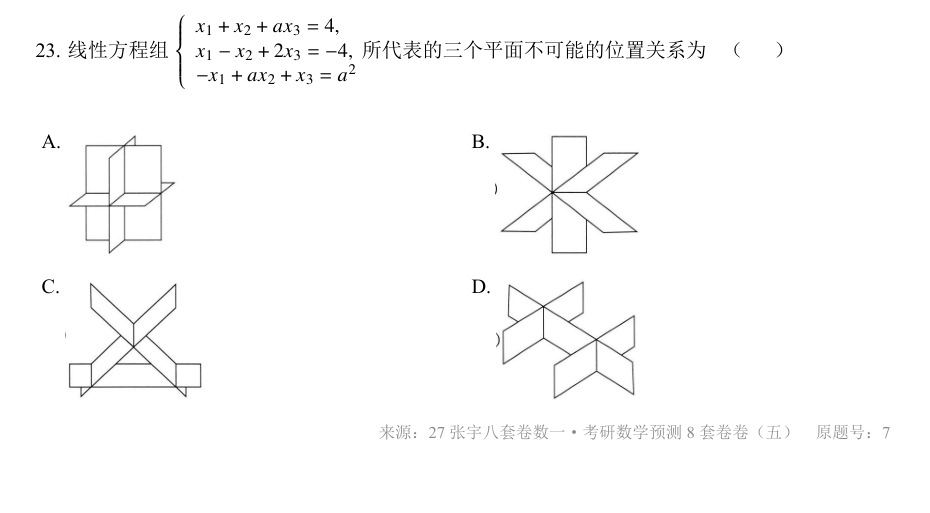 23. 线性方程组 { x₁ + x₂ + ax₃ = 4,
x₁ − x₂ + 2x₃ = −4, 所代表的三个平面不可能的位置关系为 ( )
−x₁ + ax₂ + x₃ = a²
A. B.
)
C. D.
)
来源：27 张宇八套卷数一·考研数学预测 8 套卷卷（五） 原题号：7